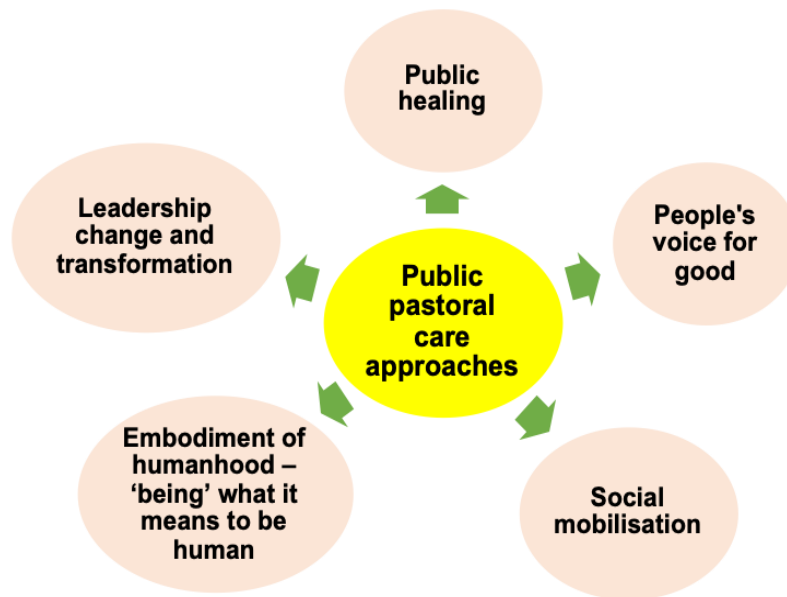 Public
healing
Leadership
change and
transformation
People's
voice for
good
Public
pastoral
care
approaches
Embodiment of
humanhood –
‘being’ what it
means to be
human
Social
mobilisation